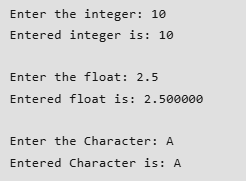 Enter the integer: 10
Entered integer is: 10

Enter the float: 2.5
Entered float is: 2.500000

Enter the Character: A
Entered Character is: A